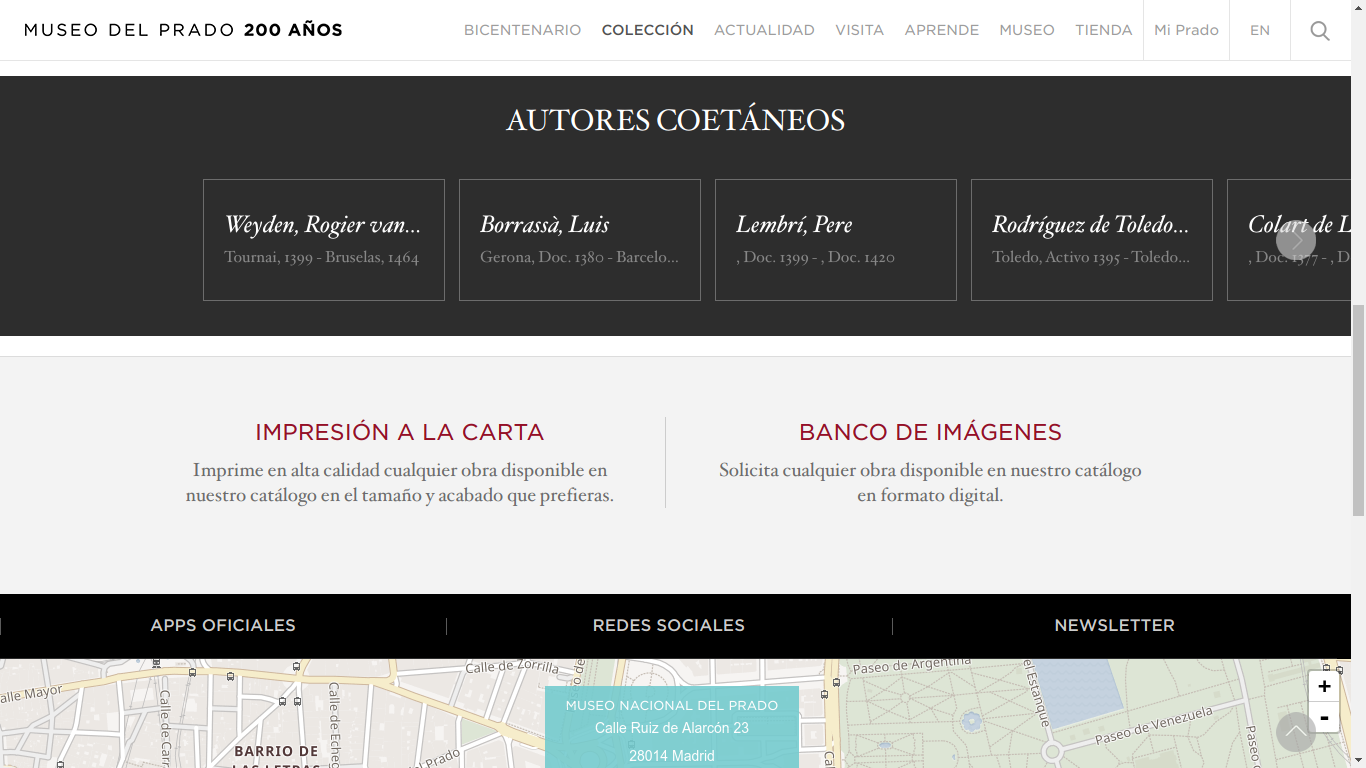 MUSEO DEL PRADO 200 AÑOS
BICENTENARIO COLECCIÓN ACTUALIDAD VISITA APRENDE MUSEO TIENDA Mi Prado EN
AUTORES COETÁNEOS
Weyden, Rogier van...
Tournai, 1399 - Bruselas, 1464
Borrassà, Luis
Gerona, Doc. 1380 - Barcelo...
Lembrí, Pere
, Doc. 1399 - , Doc. 1420
Rodríguez de Toledo...
Toledo, Activo 1395 - Toledo...
Colart de L
, Doc. 1377 - , D
IMPRESIÓN A LA CARTA
Imprime en alta calidad cualquier obra disponible en
nuestro catálogo en el tamaño y acabado que prefieras.
BANCO DE IMÁGENES
Solicita cualquier obra disponible en nuestro catálogo
en formato digital.
APPS OFICIALES
REDES SOCIALES
NEWSLETTER
Calle de Zorrilla
Paseo de Argentina
alle Mayor
Calle de
Calle de Eche
el Estanque
+
-
MUSEO NACIONAL DEL PRADO
Calle Ruiz de Alarcón 23
28014 Madrid
Paseo de Venezuela
Paseo d
BARRIO DE
LAS LETRAS
del Prado